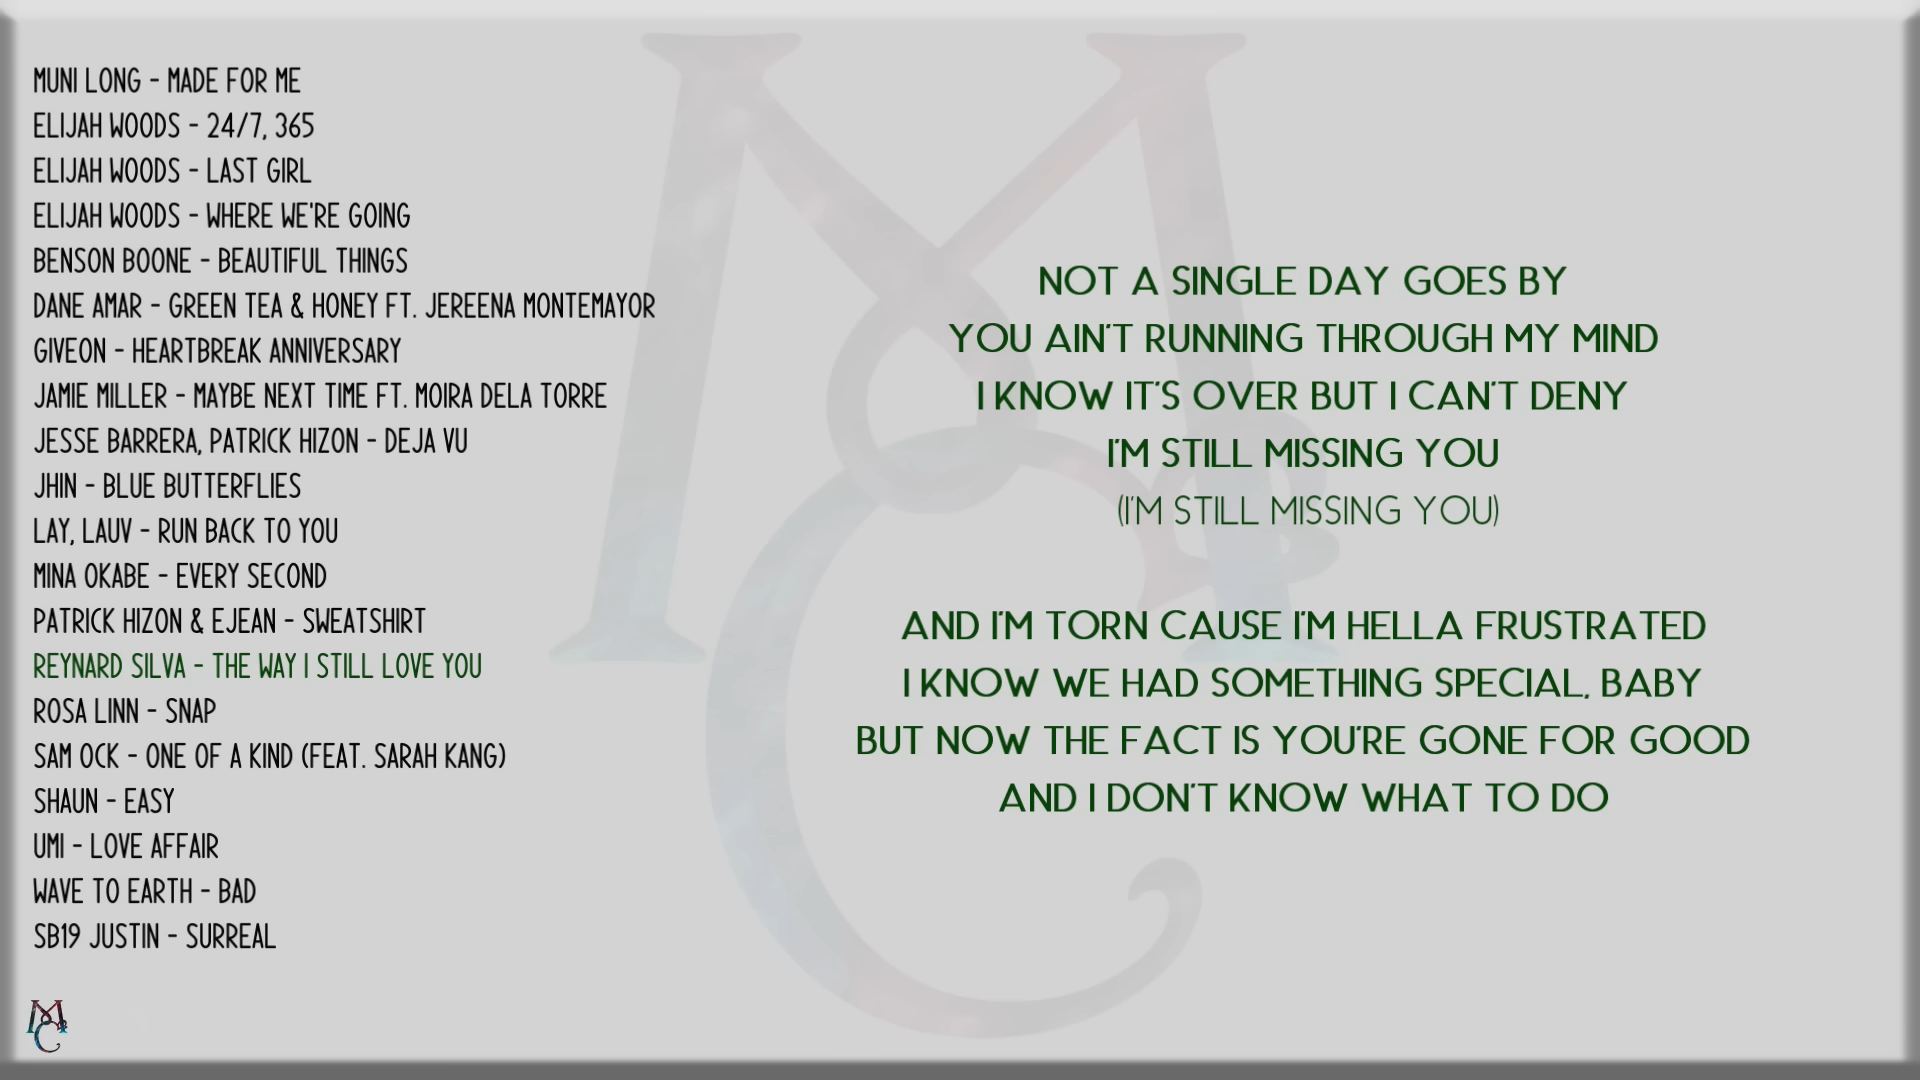 MUNI LONG - MADE FOR ME
ELIJAH WOODS - 24/7, 365
ELIJAH WOODS - LAST GIRL
ELIJAH WOODS - WHERE WE'RE GOING
BENSON BOONE - BEAUTIFUL THINGS
DANE AMAR - GREEN TEA & HONEY FT. JEREENA MONTEMAYOR
GIVEON - HEARTBREAK ANNIVERSARY
JAMIE MILLER - MAYBE NEXT TIME FT. MOIRA DELA TORRE
JESSE BARRERA, PATRICK HIZON - DEJA VU
JHIN - BLUE BUTTERFLIES
LAY, LAUV - RUN BACK TO YOU
MINA OKABE - EVERY SECOND
PATRICK HIZON & EJEAN - SWEATSHIRT
REYNARD SILVA - THE WAY I STILL LOVE YOU
ROSA LINN - SNAP
SAM OCK - ONE OF A KIND (FEAT. SARAH KANG)
SHAUN - EASY
UMI - LOVE AFFAIR
WAVE TO EARTH - BAD
SB19 JUSTIN - SURREAL
NOT A SINGLE DAY GOES BY
YOU AIN'T RUNNING THROUGH MY MIND
I KNOW IT'S OVER BUT I CAN'T DENY
I'M STILL MISSING YOU
(I'M STILL MISSING YOU)
AND I'M TORN CAUSE I'M HELLA FRUSTRATED
I KNOW WE HAD SOMETHING SPECIAL, BABY
BUT NOW THE FACT IS YOU'RE GONE FOR GOOD
AND I DON'T KNOW WHAT TO DO